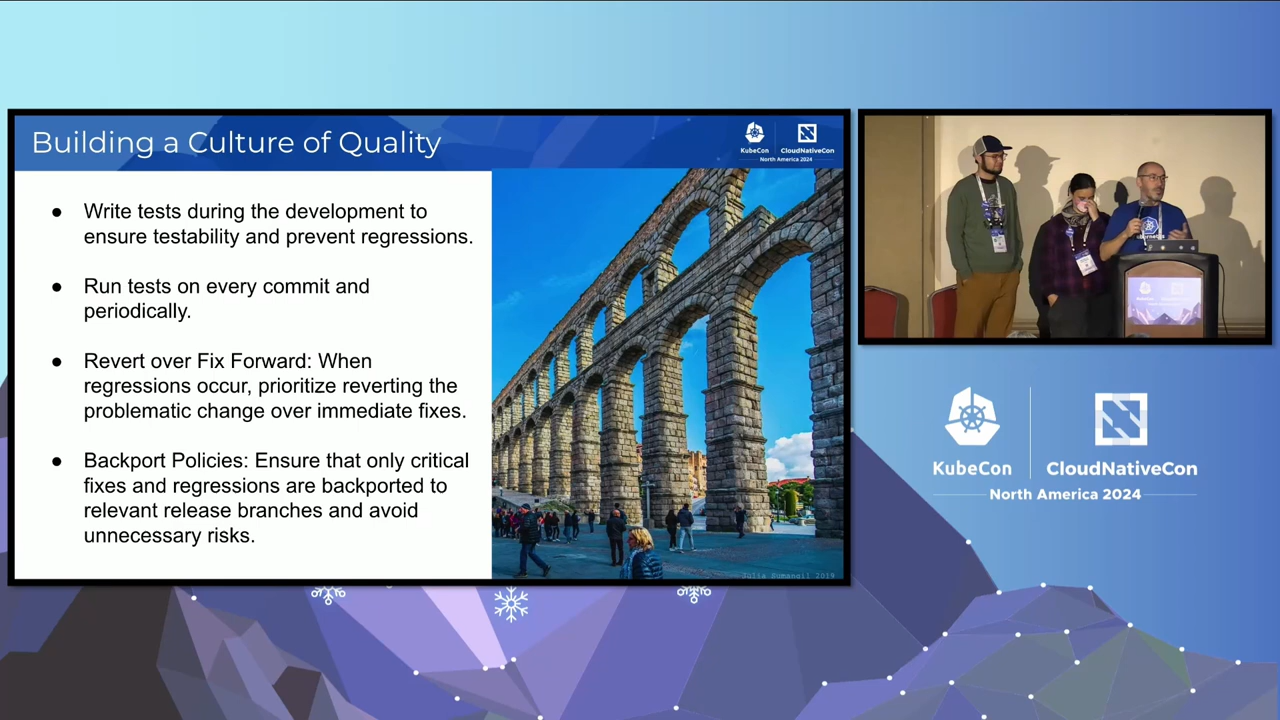 Building a Culture of Quality
KubeCon
CloudNativeCon
North America 2024
● Write tests during the development to
ensure testability and prevent regressions.
● Run tests on every commit and
periodically.
● Revert over Fix Forward: When
regressions occur, prioritize reverting the
problematic change over immediate fixes.
● Backport Policies: Ensure that only critical
fixes and regressions are backported to
relevant release branches and avoid
unnecessary risks.
Julia Sumangil 2019
KubeCon
CloudNativeCon
North America 2024